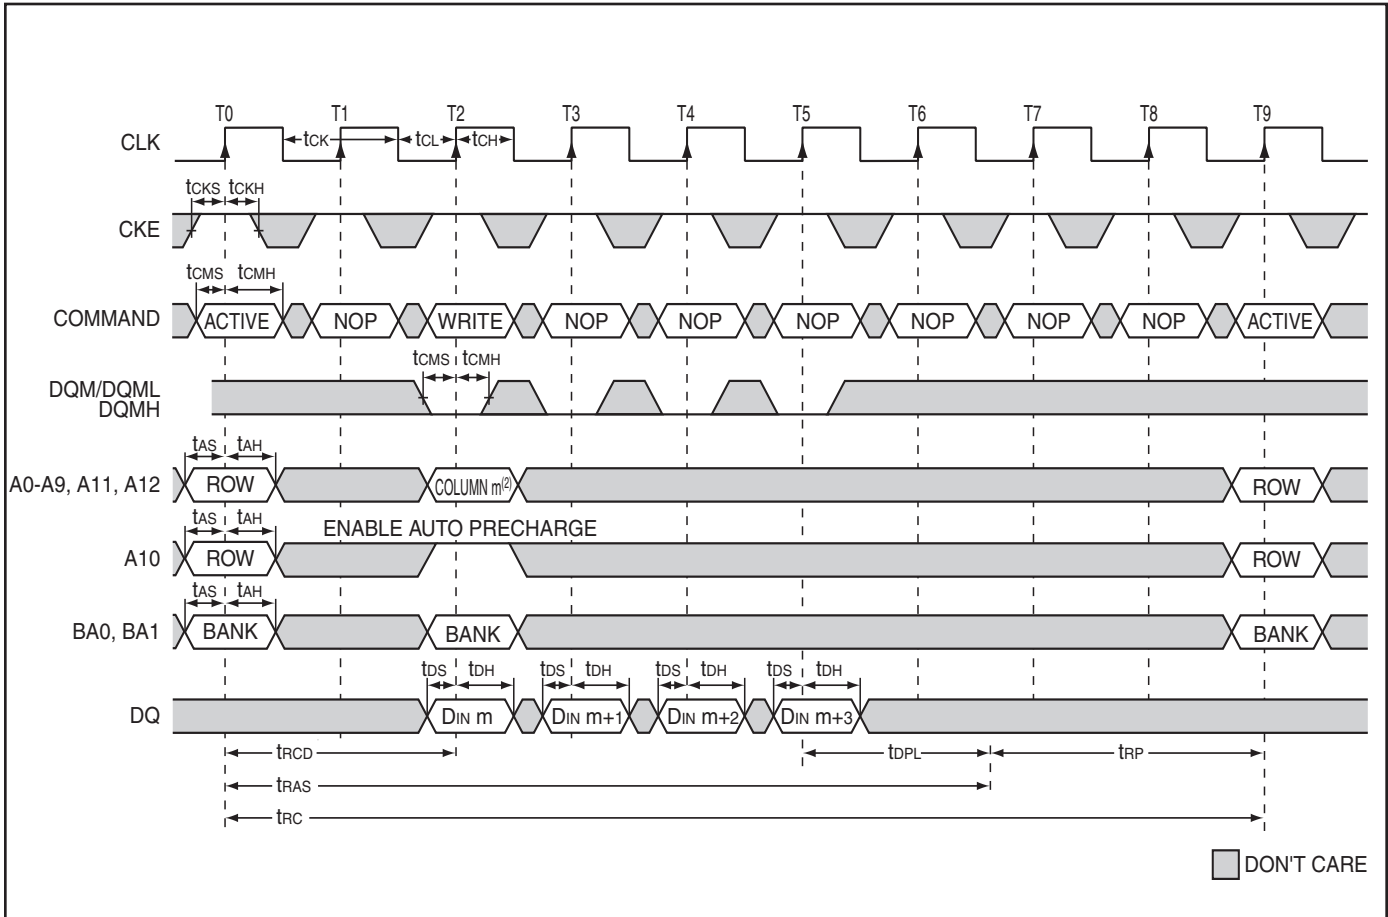 T0 T1 T2 T3 T4 T5 T6 T7 T8 T9
CLK tCK tCL tCH
tCKS tCKH
CKE
tCMS tCMH
COMMAND ACTIVE NOP WRITE NOP NOP NOP NOP NOP NOP ACTIVE
tCMS tCMH
DQM/DQML
DQMH
tAS tAH
A0-A9, A11, A12 ROW COLUMN m(2) ROW
tAS tAH ENABLE AUTO PRECHARGE
A10 ROW ROW
tAS tAH
BA0, BA1 BANK BANK BANK
tDS tDH tDS tDH tDS tDH tDS tDH
DQ DIN m DIN m+1 DIN m+2 DIN m+3
tRCD tDPL tRP
tRAS
tRC
DON'T CARE